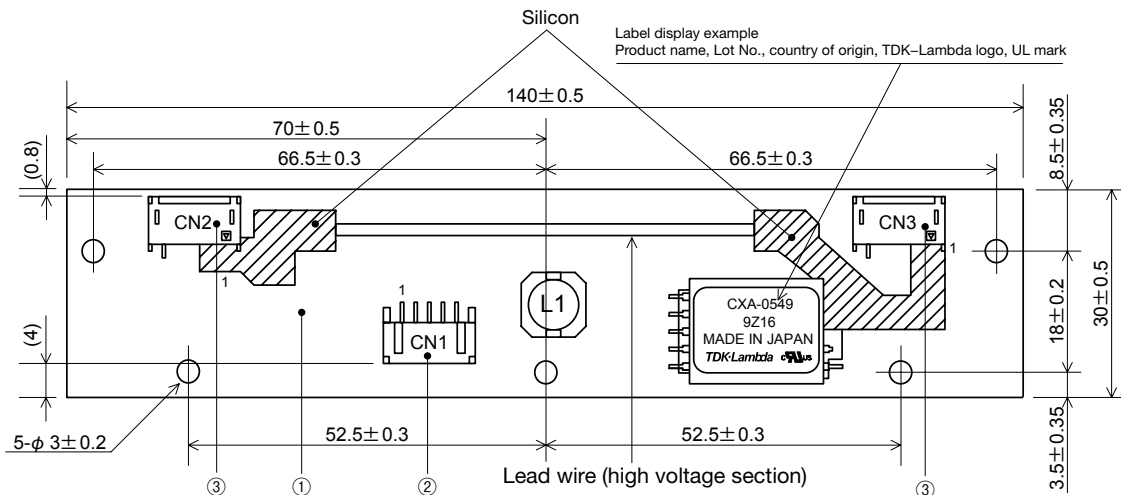 Silicon
Label display example
Product name, Lot No., country of origin, TDK–Lambda logo, UL mark
140±0.5
70±0.5
66.5±0.3
66.5±0.3
(0.8)
8.5±0.35
CN2
CN3
1
1
1
L1
CN1
CXA-0549
9Z16
MADE IN JAPAN
TDK-Lambda c RU US
(4)
18±0.2
30±0.5
5-φ 3±0.2
52.5±0.3
52.5±0.3
3.5±0.35
Lead wire (high voltage section)
③
①
②
③